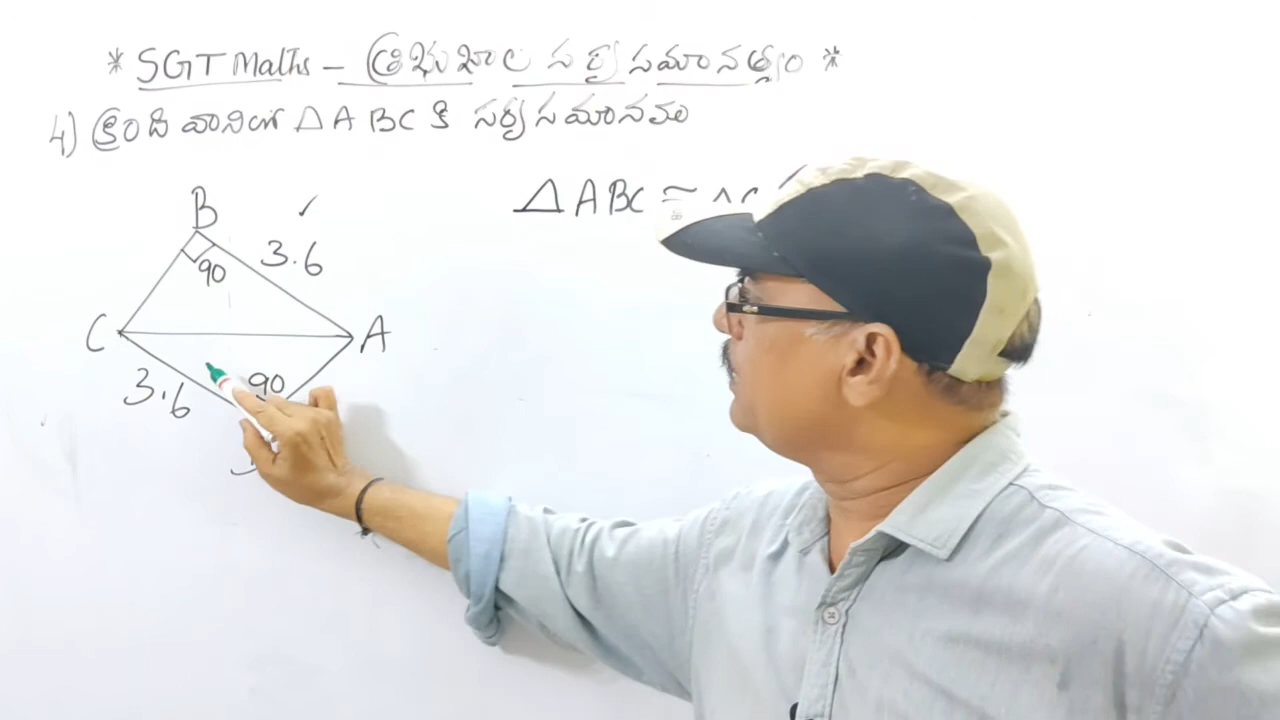 * SGT Maths – త్రిభుజాల సర్వసమానత్వం *
4) క్రింది వానిలో △ABC కి సర్వసమానమ
△ABC ≅
B
3.6
90
C
A
3.6
90